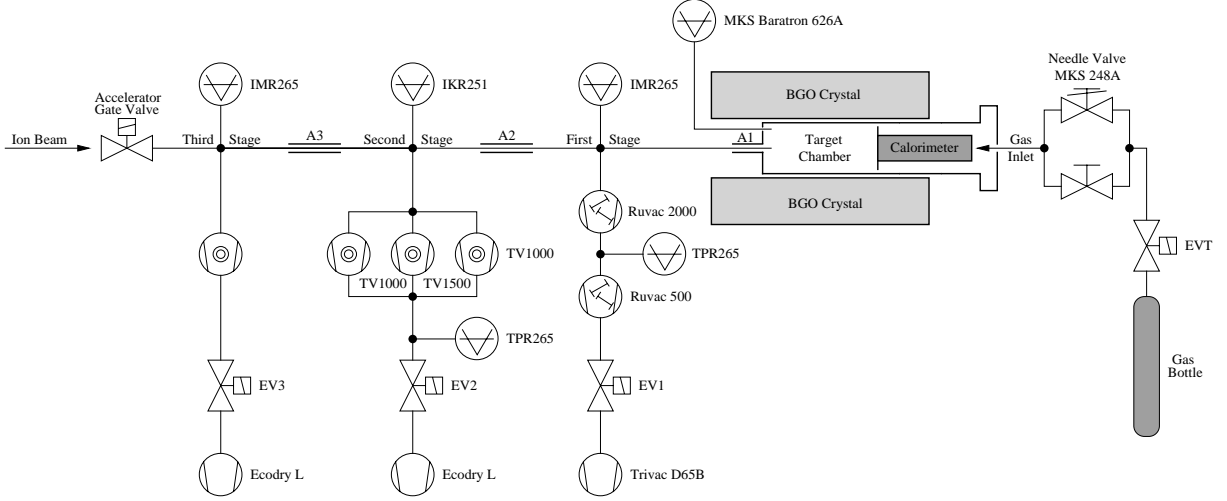 MKS Baratron 626A
Needle Valve
MKS 248A
IMR265
IKR251
IMR265
BGO Crystal
Accelerator
Gate Valve
Ion Beam
Third
Stage
A3
Second
Stage
A2
First
Stage
A1
Target
Chamber
Calorimeter
Gas
Inlet
BGO Crystal
Ruvac 2000
TV1000
TV1500
TV1000
TPR265
EVT
Ruvac 500
TPR265
Gas
Bottle
EV3
EV2
EV1
Ecodry L
Ecodry L
Trivac D65B